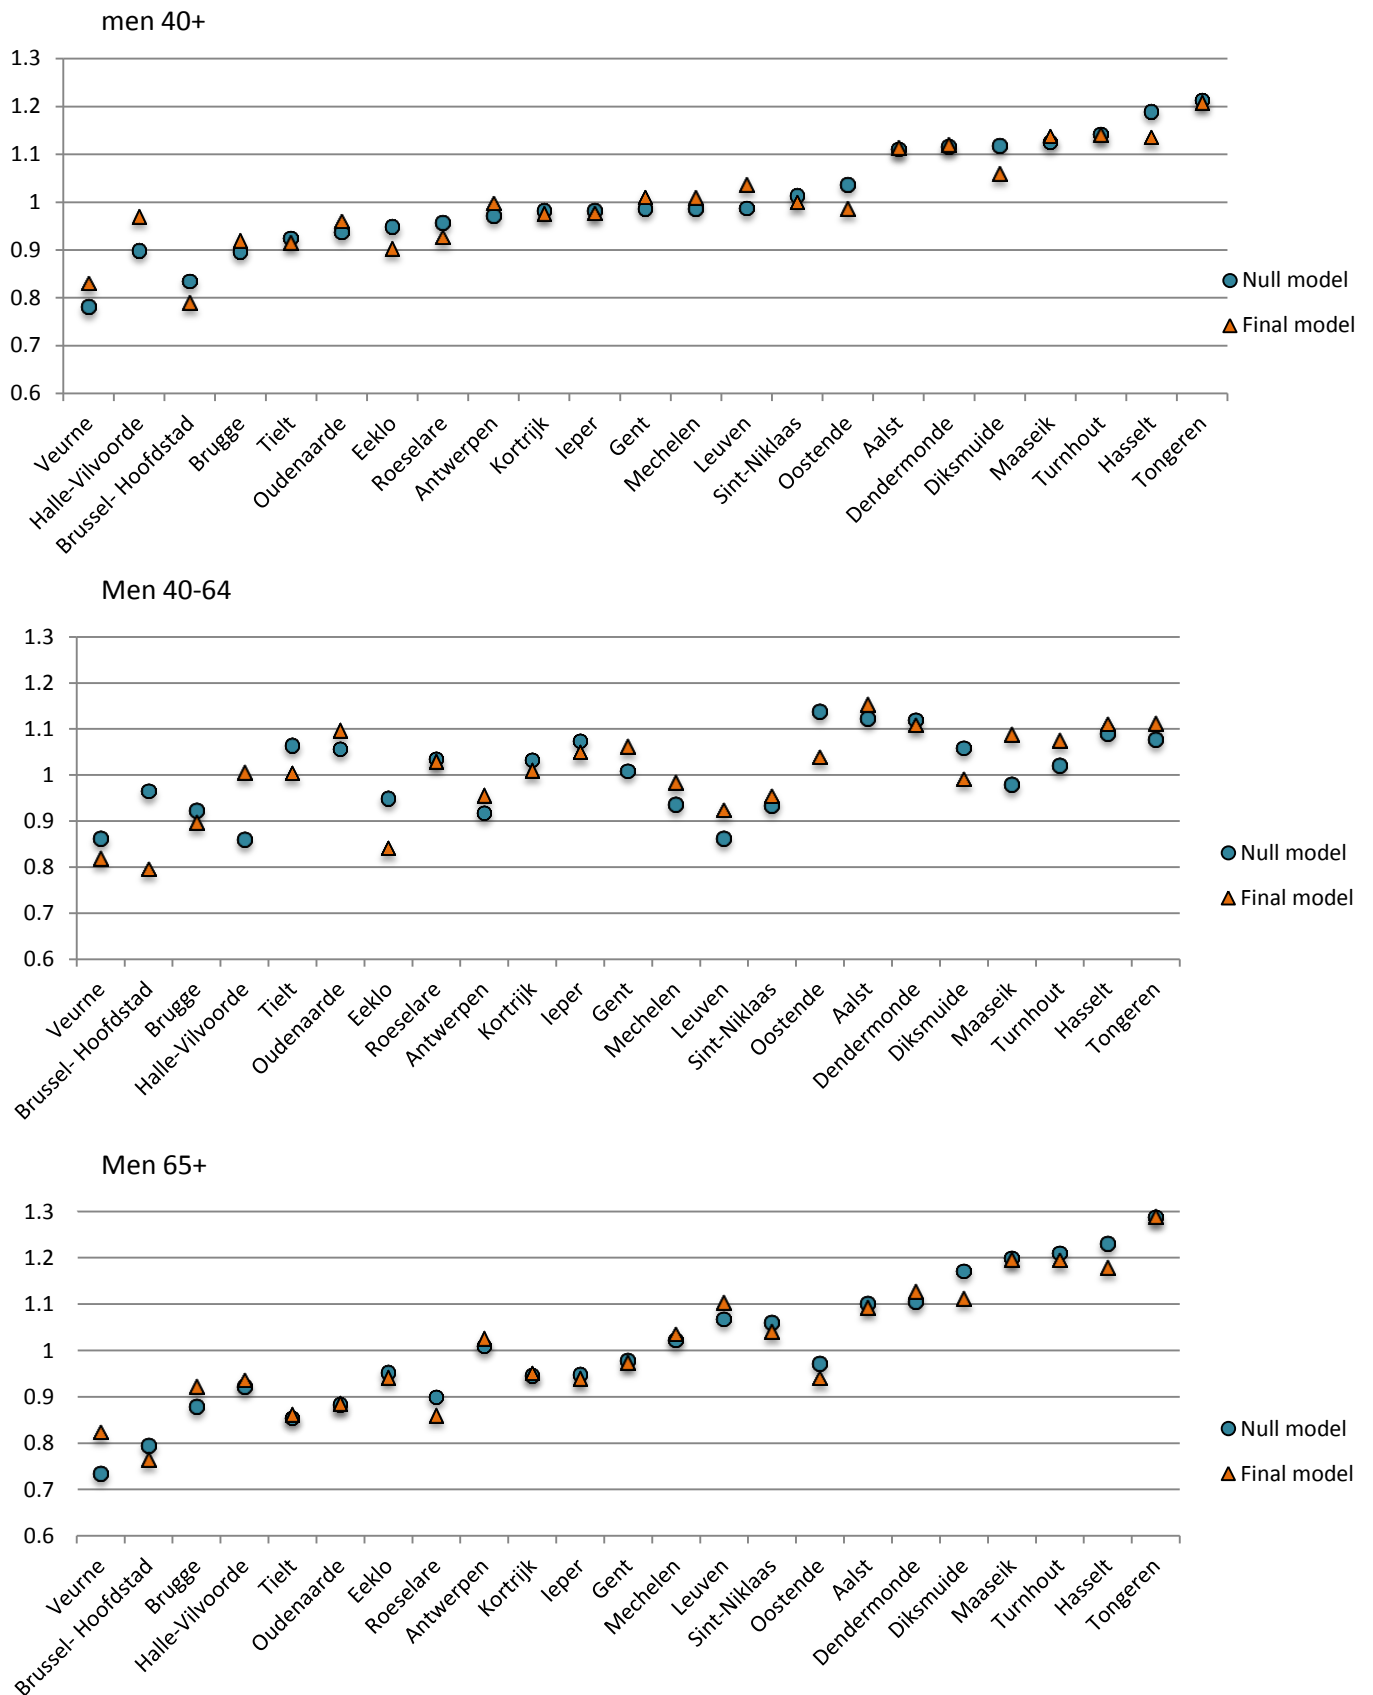 men 40+
1.3
1.2
1.1
1
0.9
0.8
0.7
0.6
Null model
Final model
Veurne
Halle-Vilvoorde
Brussel- Hoofdstad
Brugge
Tielt
Oudenaarde
Eeklo
Roeselare
Antwerpen
Kortrijk
Ieper
Gent
Mechelen
Leuven
Sint-Niklaas
Oostende
Aalst
Dendermonde
Diksmuide
Maaseik
Turnhout
Hasselt
Tongeren
Men 40-64
1.3
1.2
1.1
1
0.9
0.8
0.7
0.6
Null model
Final model
Veurne
Brussel- Hoofdstad
Brugge
Halle-Vilvoorde
Tielt
Oudenaarde
Eeklo
Roeselare
Antwerpen
Kortrijk
Ieper
Gent
Mechelen
Leuven
Sint-Niklaas
Oostende
Aalst
Dendermonde
Diksmuide
Maaseik
Turnhout
Hasselt
Tongeren
Men 65+
1.3
1.2
1.1
1
0.9
0.8
0.7
0.6
Null model
Final model
Veurne
Brussel- Hoofdstad
Brugge
Halle-Vilvoorde
Tielt
Oudenaarde
Eeklo
Roeselare
Antwerpen
Kortrijk
Ieper
Gent
Mechelen
Leuven
Sint-Niklaas
Oostende
Aalst
Dendermonde
Diksmuide
Maaseik
Turnhout
Hasselt
Tongeren